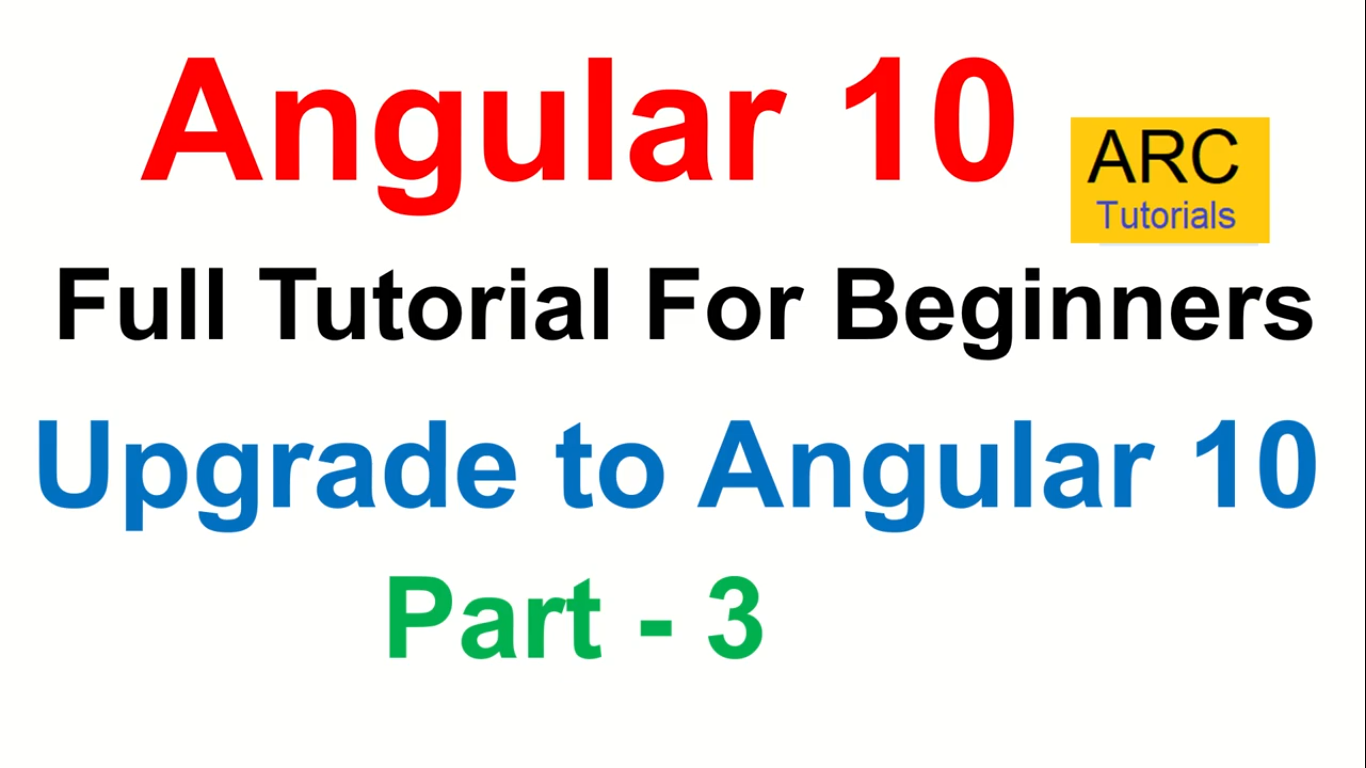 Angular 10
ARC
Tutorials
Full Tutorial For Beginners
Upgrade to Angular 10
Part - 3